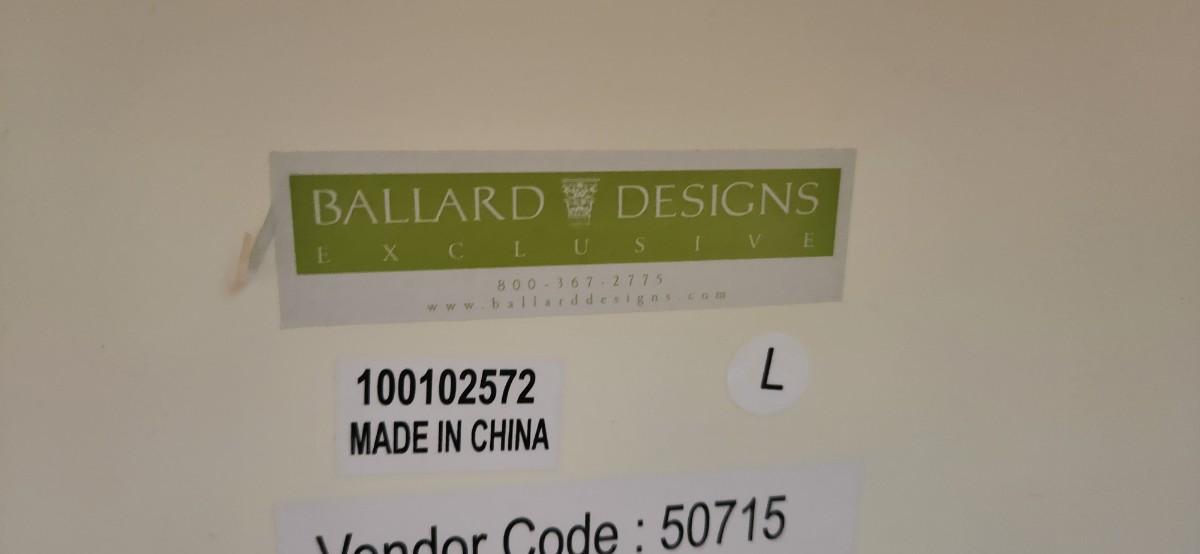 BALLARD DESIGNS
EXCLUSIVE
800-367-2775
www.ballarddesigns.com
100102572
MADE IN CHINA
L
Vendor Code : 50715